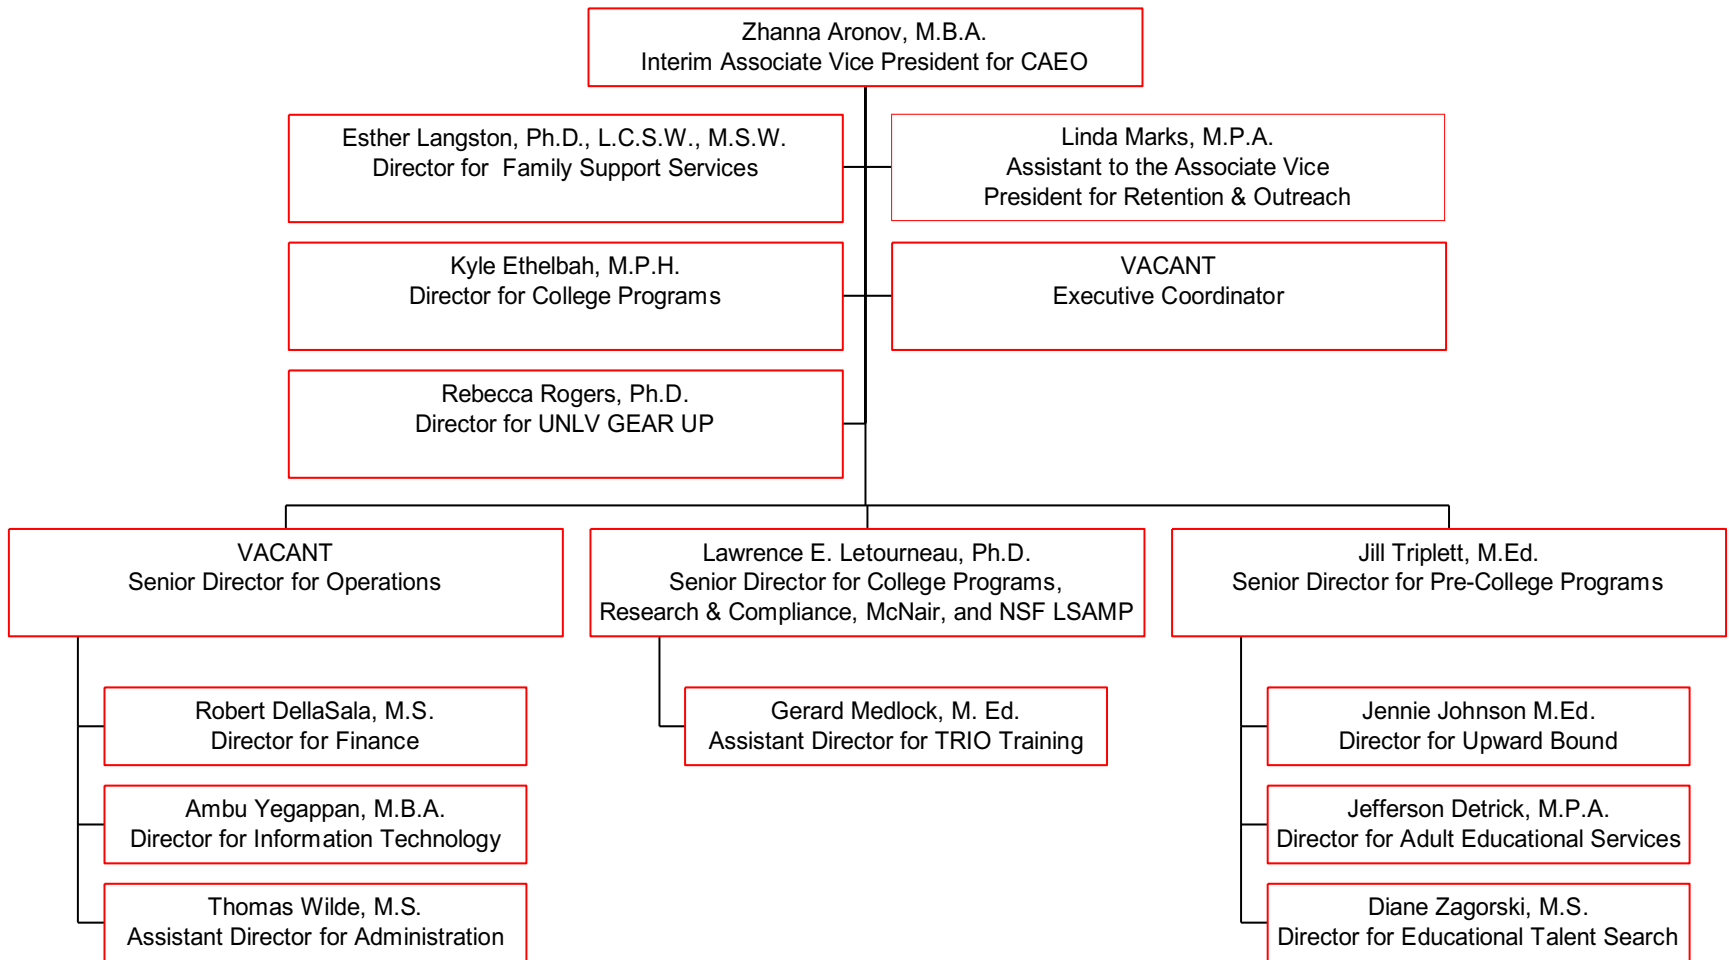 Zhanna Aronov, M.B.A.
Interim Associate Vice President for CAEO
Esther Langston, Ph.D., L.C.S.W., M.S.W.
Director for  Family Support Services
Linda Marks, M.P.A.
Assistant to the Associate Vice
President for Retention & Outreach
Kyle Ethelbah, M.P.H.
Director for College Programs
VACANT
Executive Coordinator
Rebecca Rogers, Ph.D.
Director for UNLV GEAR UP
VACANT
Senior Director for Operations
Lawrence E. Letourneau, Ph.D.
Senior Director for College Programs,
Research & Compliance, McNair, and NSF LSAMP
Jill Triplett, M.Ed.
Senior Director for Pre-College Programs
Robert DellaSala, M.S.
Director for Finance
Gerard Medlock, M. Ed.
Assistant Director for TRIO Training
Jennie Johnson M.Ed.
Director for Upward Bound
Ambu Yegappan, M.B.A.
Director for Information Technology
Jefferson Detrick, M.P.A.
Director for Adult Educational Services
Thomas Wilde, M.S.
Assistant Director for Administration
Diane Zagorski, M.S.
Director for Educational Talent Search